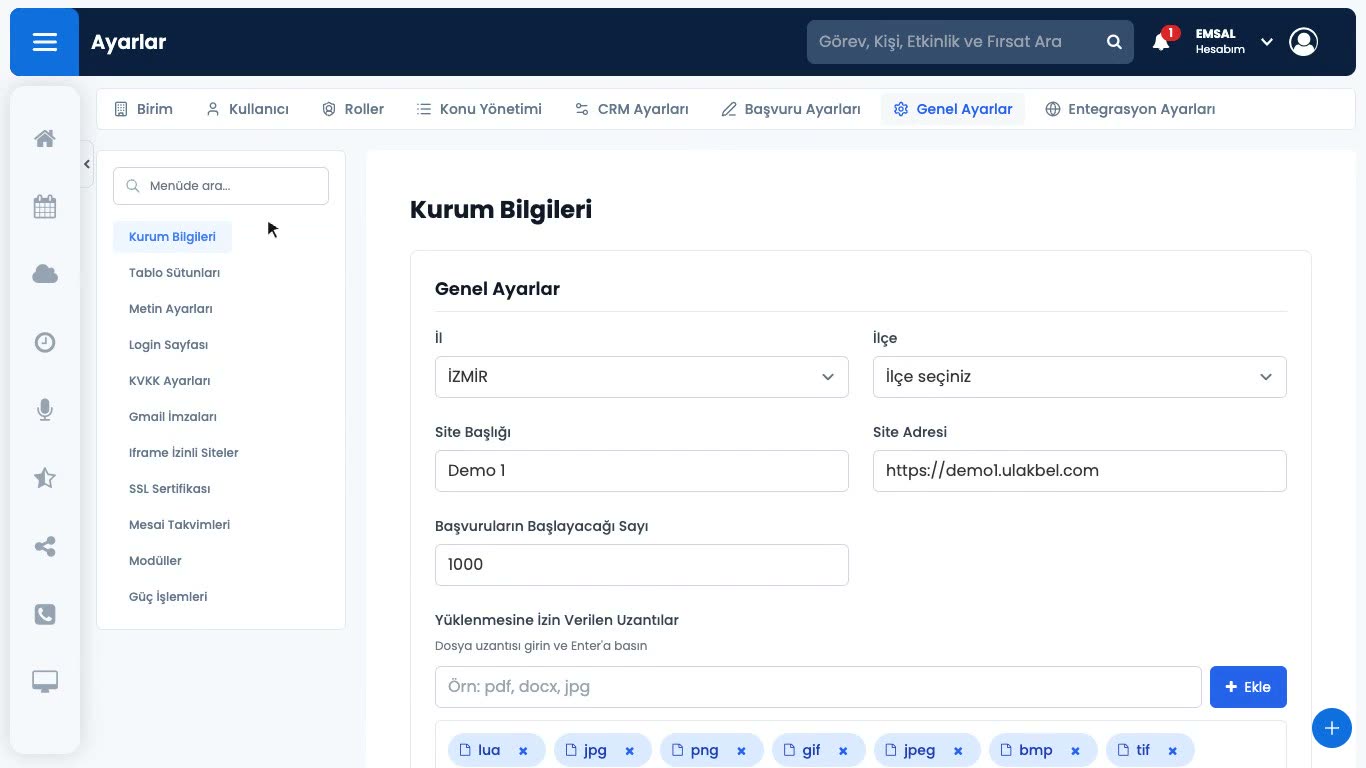 Ayarlar
Görev, Kişi, Etkinlik ve Fırsat Ara
1
EMSAL
Hesabım
Birim
Kullanıcı
Roller
Konu Yönetimi
CRM Ayarları
Başvuru Ayarları
Genel Ayarlar
Entegrasyon Ayarları
Menüde ara...
Kurum Bilgileri
Tablo Sütunları
Metin Ayarları
Login Sayfası
KVKK Ayarları
Gmail İmzaları
Iframe İzinli Siteler
SSL Sertifikası
Mesai Takvimleri
Modüller
Güç İşlemleri
Kurum Bilgileri
Genel Ayarlar
İl
İlçe
İZMİR
İlçe seçiniz
Site Başlığı
Site Adresi
Demo 1
https://demo1.ulakbel.com
Başvuruların Başlayacağı Sayı
1000
Yüklenmesine İzin Verilen Uzantılar
Dosya uzantısı girin ve Enter'a basın
Örn: pdf, docx, jpg
+ Ekle
lua
jpg
png
gif
jpeg
bmp
tif